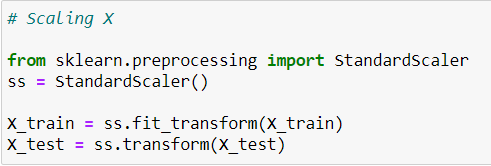 # Scaling X
from sklearn.preprocessing import StandardScaler
ss = StandardScaler()
X_train = ss.fit_transform(X_train)
X_test = ss.transform(X_test)